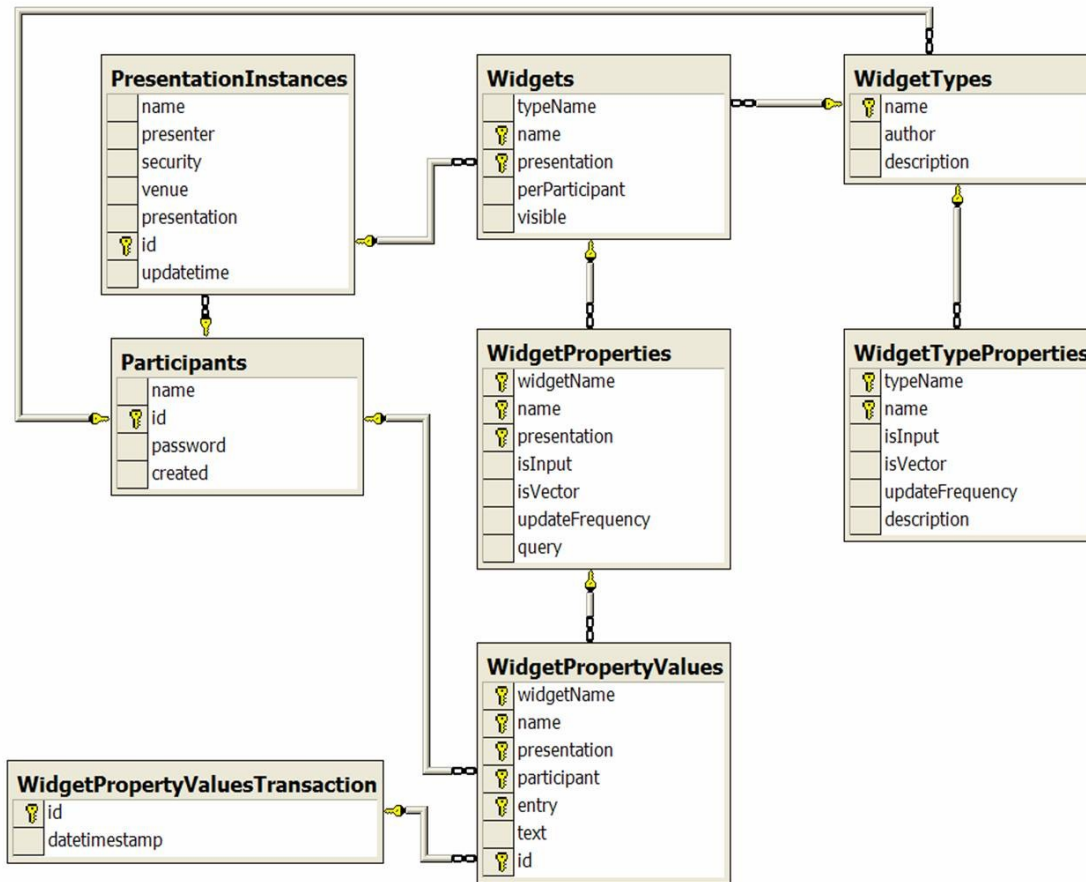 PresentationInstances
name
presenter
security
venue
presentation
id
updatetime
Widgets
typeName
name
presentation
perParticipant
visible
WidgetTypes
name
author
description
Participants
name
id
password
created
WidgetProperties
widgetName
name
presentation
isInput
isVector
updateFrequency
query
WidgetTypeProperties
typeName
name
isInput
isVector
updateFrequency
description
WidgetPropertyValues
widgetName
name
presentation
participant
entry
text
id
WidgetPropertyValuesTransaction
id
datetimestamp